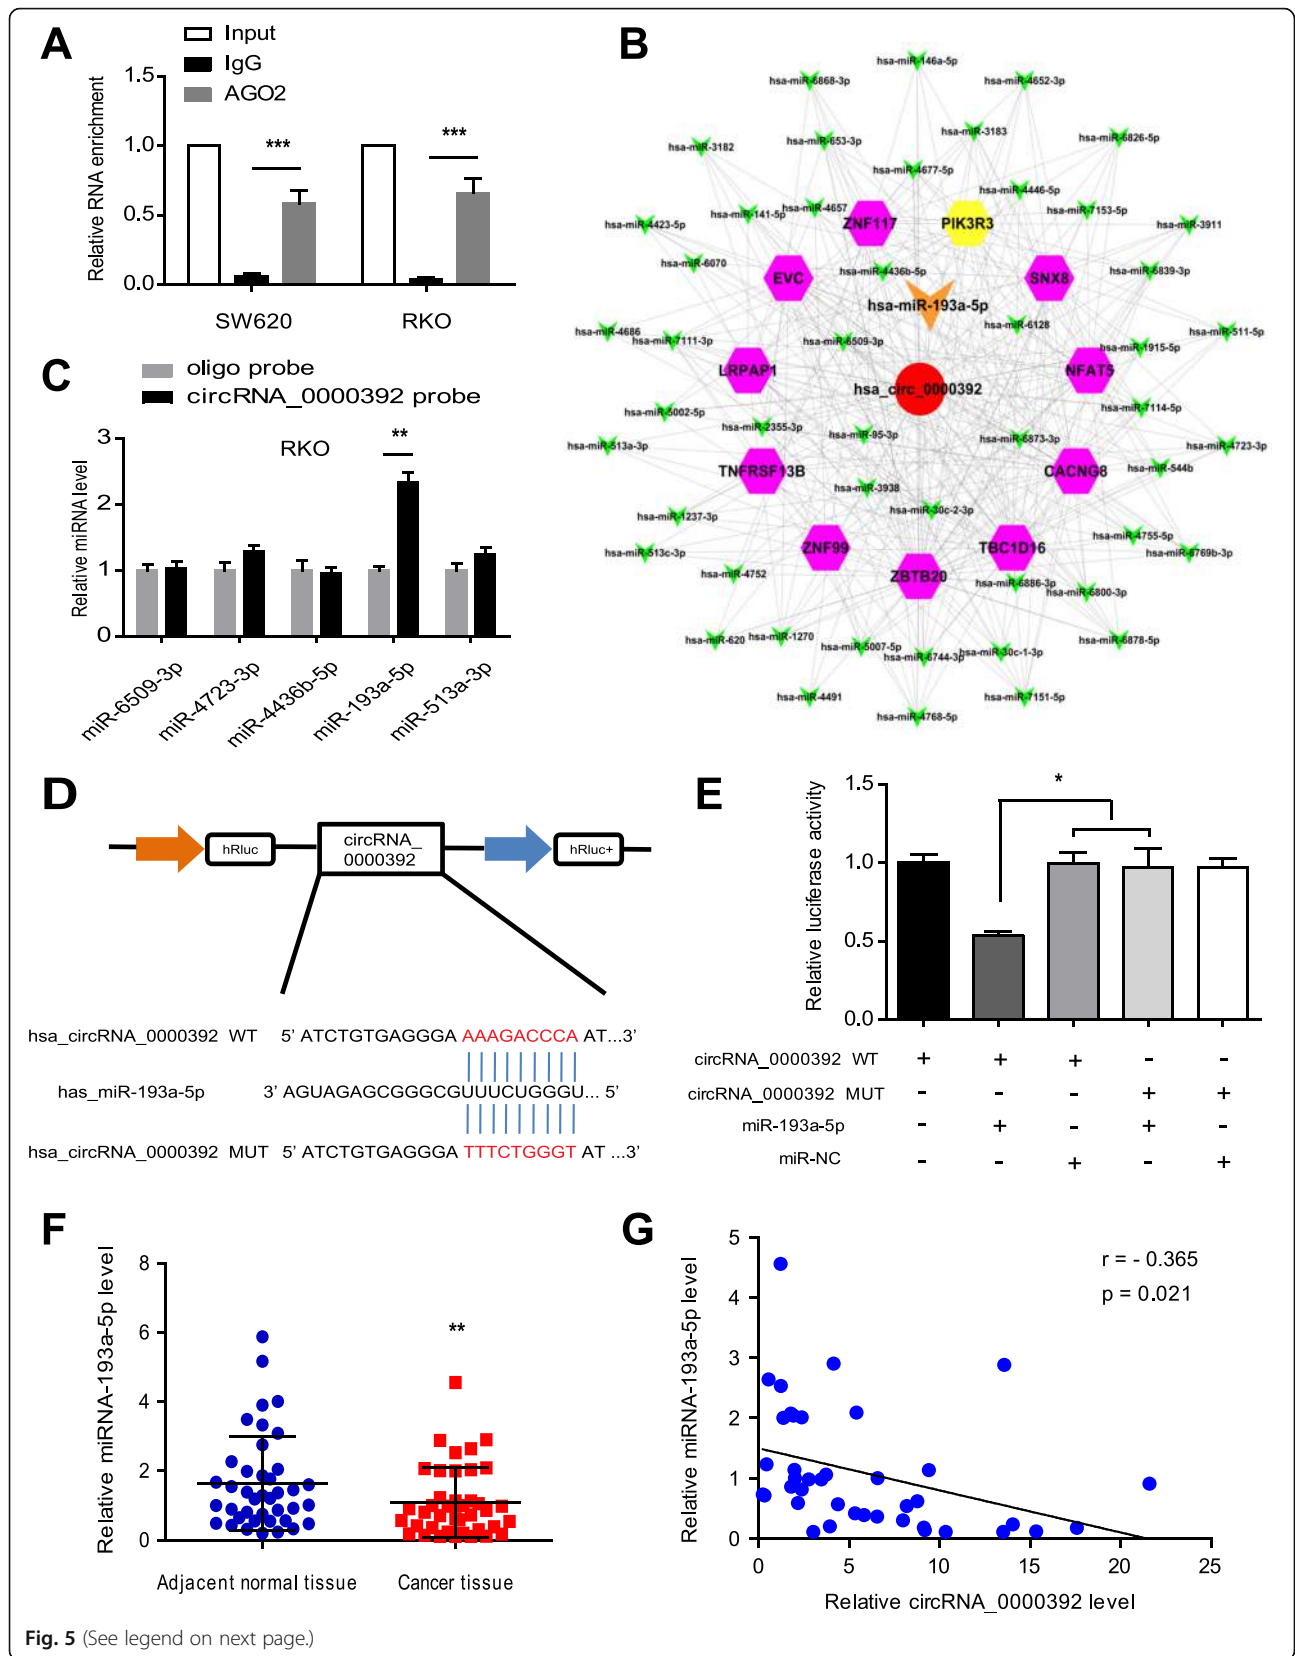 A
Input
IgG
AGO2
Relative RNA enrichment
1.5
1.0
0.5
0.0
***
***
SW620
RKO
B
hsa-miR-146a-5p
hsa-miR-6868-3p
hsa-miR-4652-3p
hsa-miR-3182
hsa-miR-653-3p
hsa-miR-3183
hsa-miR-6826-5p
hsa-miR-4677-5p
hsa-miR-4446-5p
hsa-miR-4423-5p
hsa-miR-141-5p
hsa-miR-4657
ZNF117
PIK3R3
hsa-miR-7153-5p
hsa-miR-3911
hsa-miR-6070
EVC
hsa-miR-4436b-5p
SNX8
hsa-miR-6839-3p
hsa-miR-193a-5p
hsa-miR-4686
hsa-miR-7111-3p
hsa-miR-6509-3p
hsa-miR-6128
hsa-miR-1915-5p
hsa-miR-511-5p
LRPAP1
hsa_circ_0000392
NFAT5
hsa-miR-5002-5p
hsa-miR-7114-5p
hsa-miR-513a-3p
hsa-miR-2355-3p
hsa-miR-95-3p
hsa-miR-6873-3p
hsa-miR-4723-3p
TNFRSF13B
CACNG8
hsa-miR-544b
hsa-miR-3938
hsa-miR-1237-3p
hsa-miR-30c-2-3p
hsa-miR-513c-3p
ZNF99
TBC1D16
hsa-miR-4755-5p
hsa-miR-6769b-3p
hsa-miR-4752
ZBTB20
hsa-miR-6886-3p
hsa-miR-6800-3p
hsa-miR-620
hsa-miR-1270
hsa-miR-5007-5p
hsa-miR-6744-3p
hsa-miR-30c-1-3p
hsa-miR-6878-5p
hsa-miR-4491
hsa-miR-4768-5p
hsa-miR-7151-5p
C
oligo probe
circRNA_0000392 probe
Relative miRNA level
3
2
1
0
RKO
**
miR-6509-3p
miR-4723-3p
miR-4436b-5p
miR-193a-5p
miR-513a-3p
D
hRluc
circRNA_
0000392
hRluc+
hsa_circRNA_0000392 WT 5' ATCTGTGAGGGA AAAGACCCA AT...3'
has_miR-193a-5p 3' AGUAGAGCGGGCGUUUCUGGGU... 5'
hsa_circRNA_0000392 MUT 5' ATCTGTGAGGGA TTTCTGGGT AT ...3'
E
Relative luciferase activity
1.5
1.0
0.5
0.0
*
circRNA_0000392 WT + + + - -
circRNA_0000392 MUT - - - + +
miR-193a-5p - + - + -
miR-NC - - + - +
F
Relative miRNA-193a-5p level
8
6
4
2
0
**
Adjacent normal tissue
Cancer tissue
G
Relative miRNA-193a-5p level
5
4
3
2
1
0
r = - 0.365
p = 0.021
0 5 10 15 20 25
Relative circRNA_0000392 level
Fig. 5 (See legend on next page.)